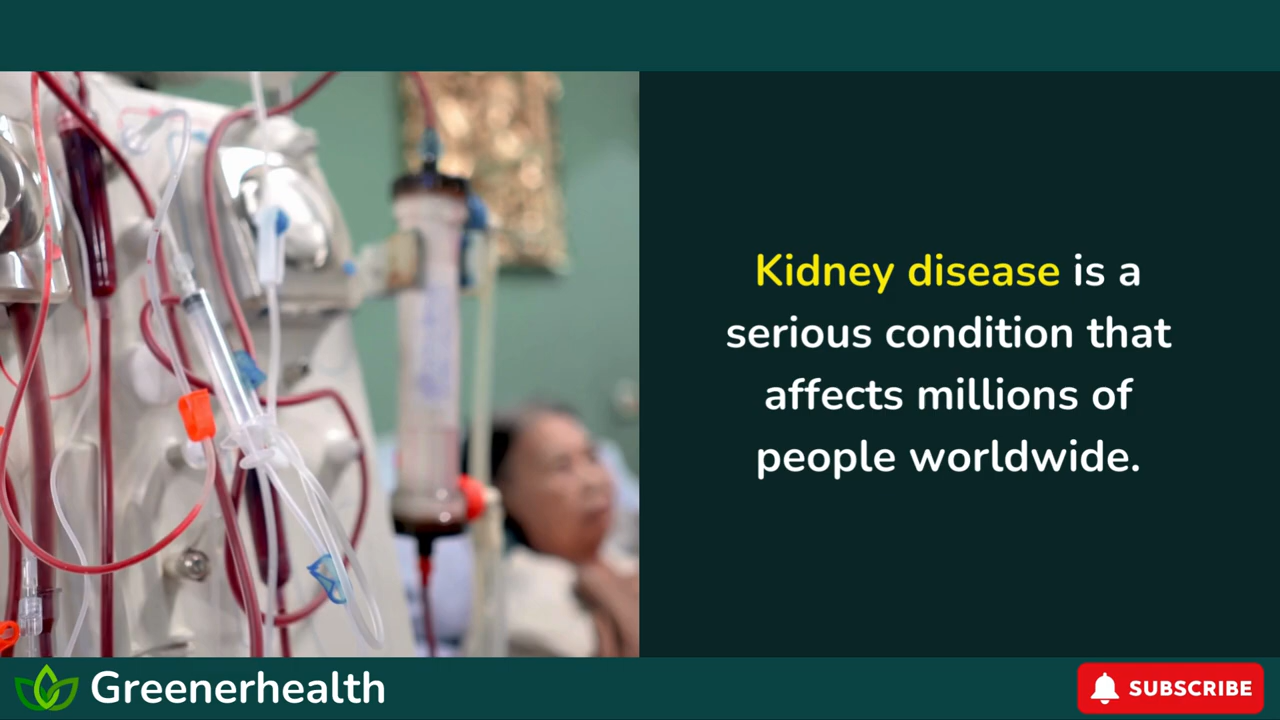 Kidney disease is a
serious condition that
affects millions of
people worldwide.
Greenerhealth
SUBSCRIBE